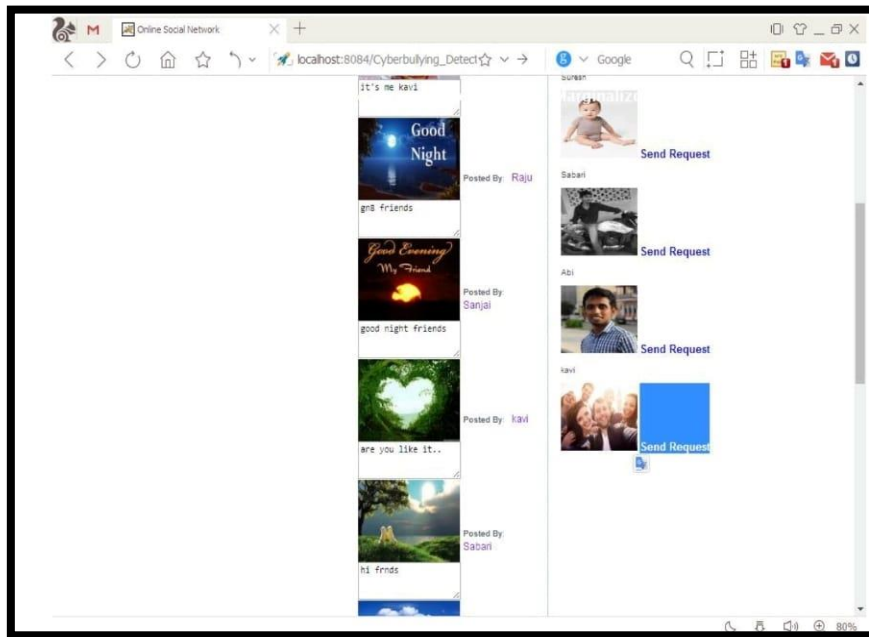 Online Social Network
localhost:8084/Cyberbullying_Detect
Google
it's me kavi
Good
Night
Posted By: Raju
gn8 friends
Good Evening
My Friend
Posted By:
Sanjai
good night friends
Posted By: kavi
are you like it..
Posted By:
Sabari
hi frnds
Suresh
Send Request
Sabari
Send Request
Abi
Send Request
kavi
Send Request
80%